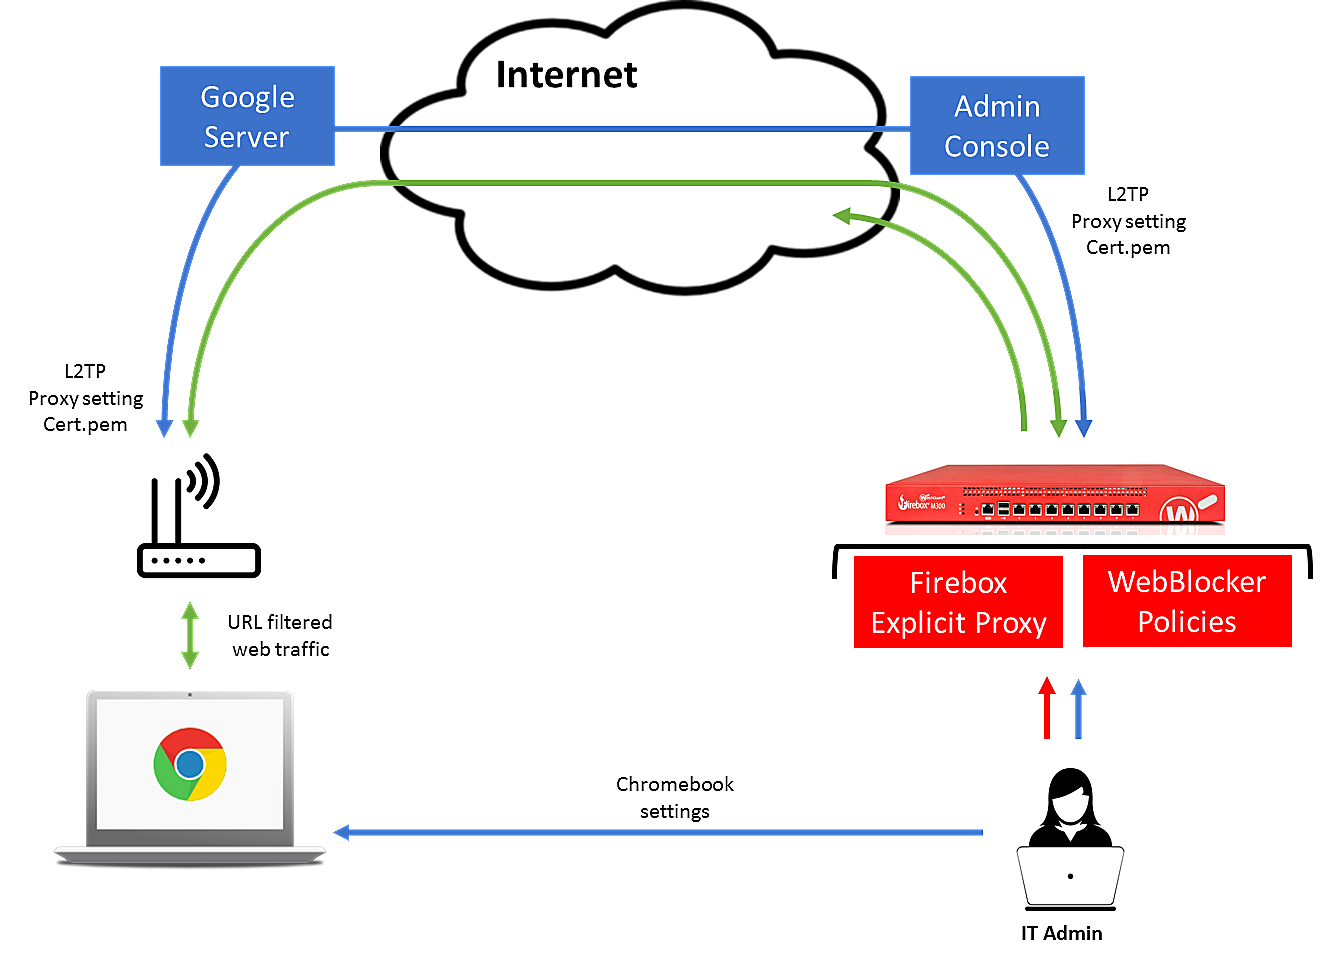 Internet
Google
Server
Admin
Console
L2TP
Proxy setting
Cert.pem
L2TP
Proxy setting
Cert.pem
WatchGuard
Firebox M300
W
Firebox
Explicit Proxy
WebBlocker
Policies
URL filtered
web traffic
Chromebook
settings
IT Admin